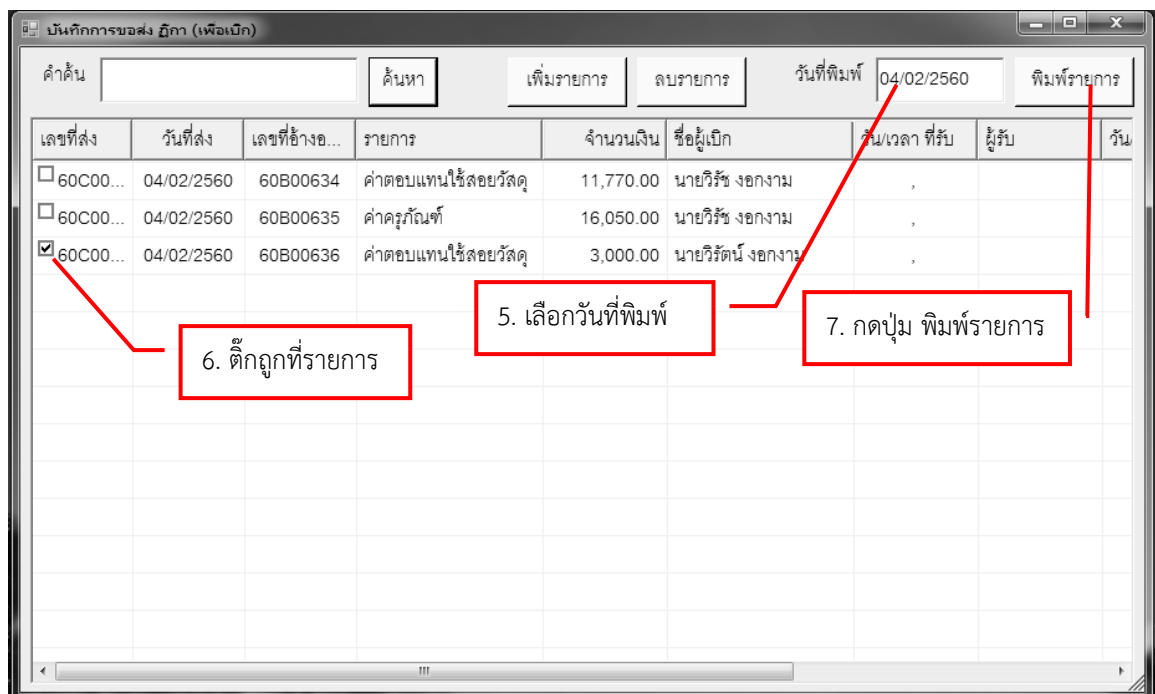 บันทึกการขอส่ง ฎีกา (เพื่อเบิก)
คำค้น ค้นหา เพิ่มรายการ ลบรายการ วันที่พิมพ์ 04/02/2560 พิมพ์รายการ
เลขที่ส่ง วันที่ส่ง เลขที่อ้างอ... รายการ จำนวนเงิน ชื่อผู้เบิก วัน/เวลา ที่รับ ผู้รับ วัน/
60C00... 04/02/2560 60B00634 ค่าตอบแทนใช้สอยวัสดุ 11,770.00 นายวิรัช งอกงาม ,
60C00... 04/02/2560 60B00635 ค่าครุภัณฑ์ 16,050.00 นายวิรัช งอกงาม ,
60C00... 04/02/2560 60B00636 ค่าตอบแทนใช้สอยวัสดุ 3,000.00 นายวิรัตน์ งอกงาม ,
5. เลือกวันที่พิมพ์
7. กดปุ่ม พิมพ์รายการ
6. ติ๊กถูกที่รายการ